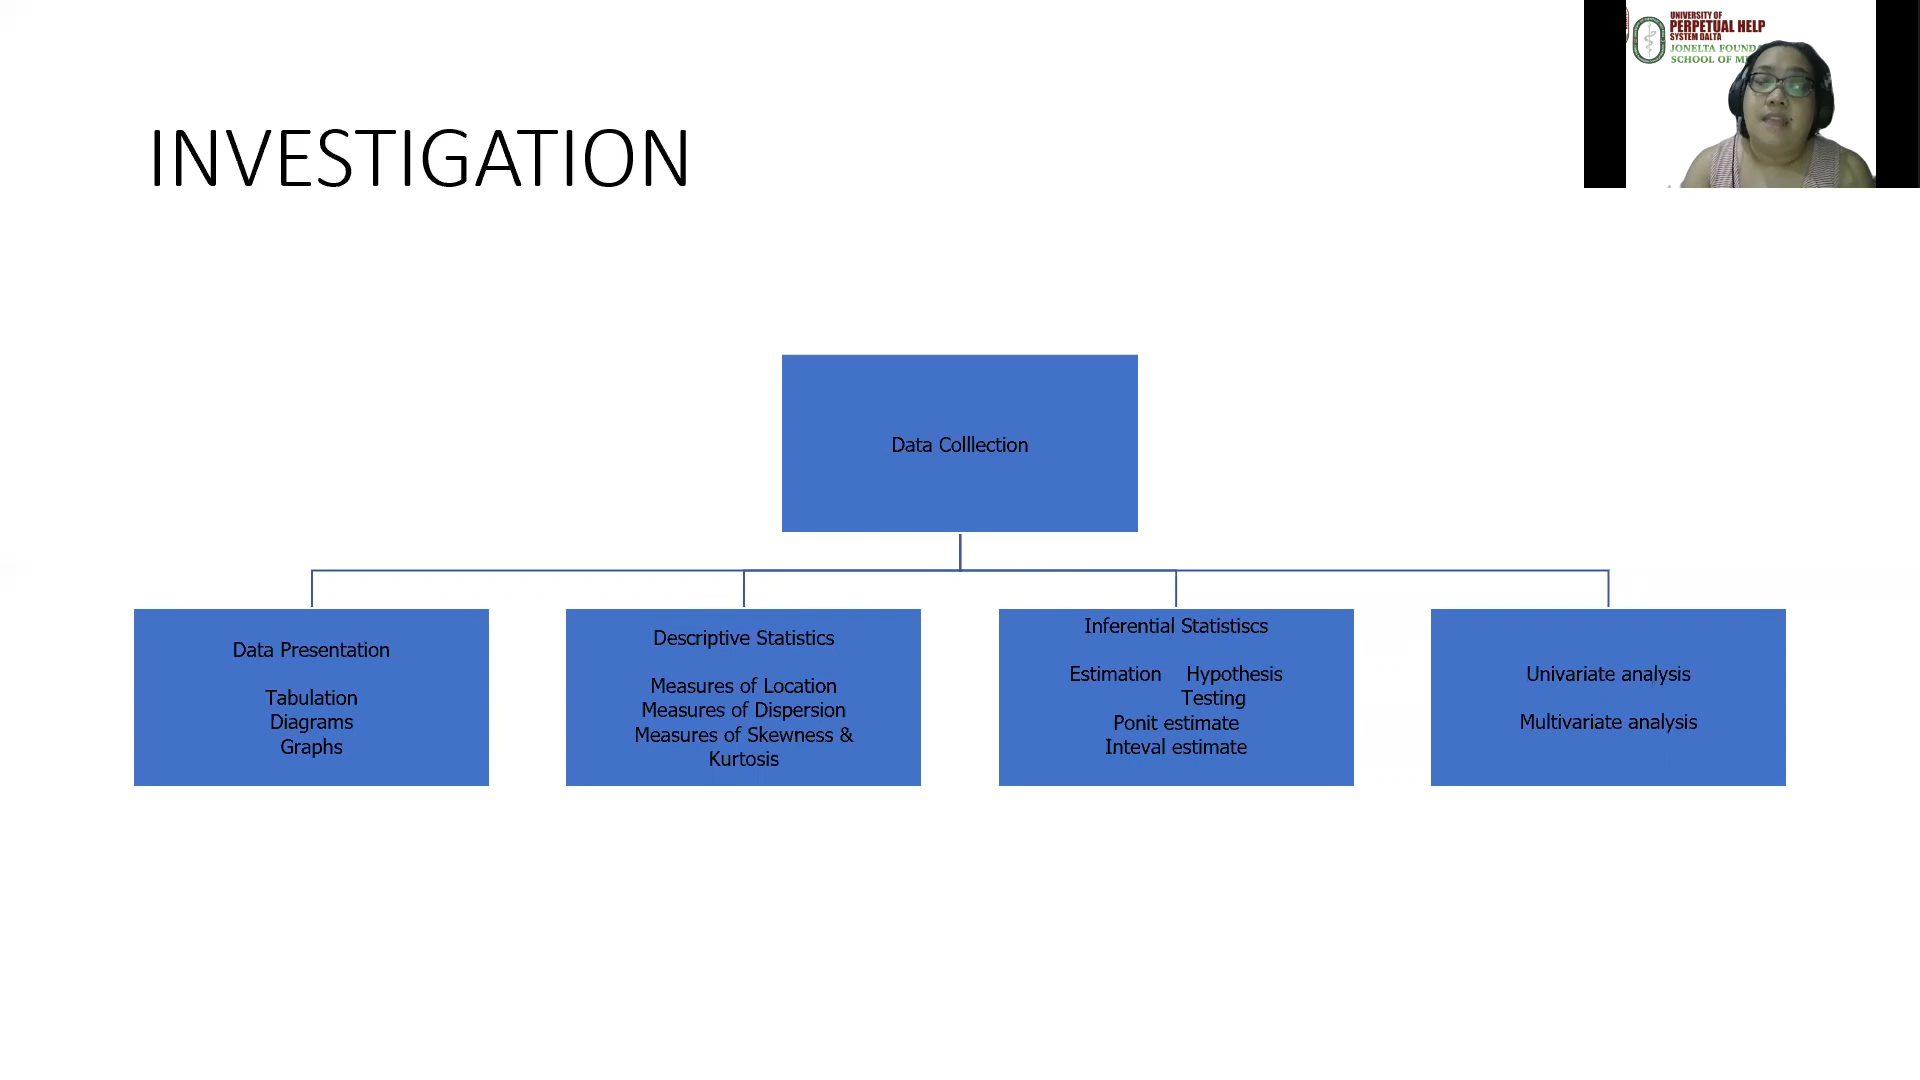 UNIVERSITY OF
PERPETUAL HELP
SYSTEM DALTA
JONELTA
SCHOOL OF
INVESTIGATION
Data Colllection
Data Presentation
Tabulation
Diagrams
Graphs
Descriptive Statistics
Measures of Location
Measures of Dispersion
Measures of Skewness &
Kurtosis
Inferential Statistiscs
Estimation Hypothesis
Testing
Ponit estimate
Inteval estimate
Univariate analysis
Multivariate analysis